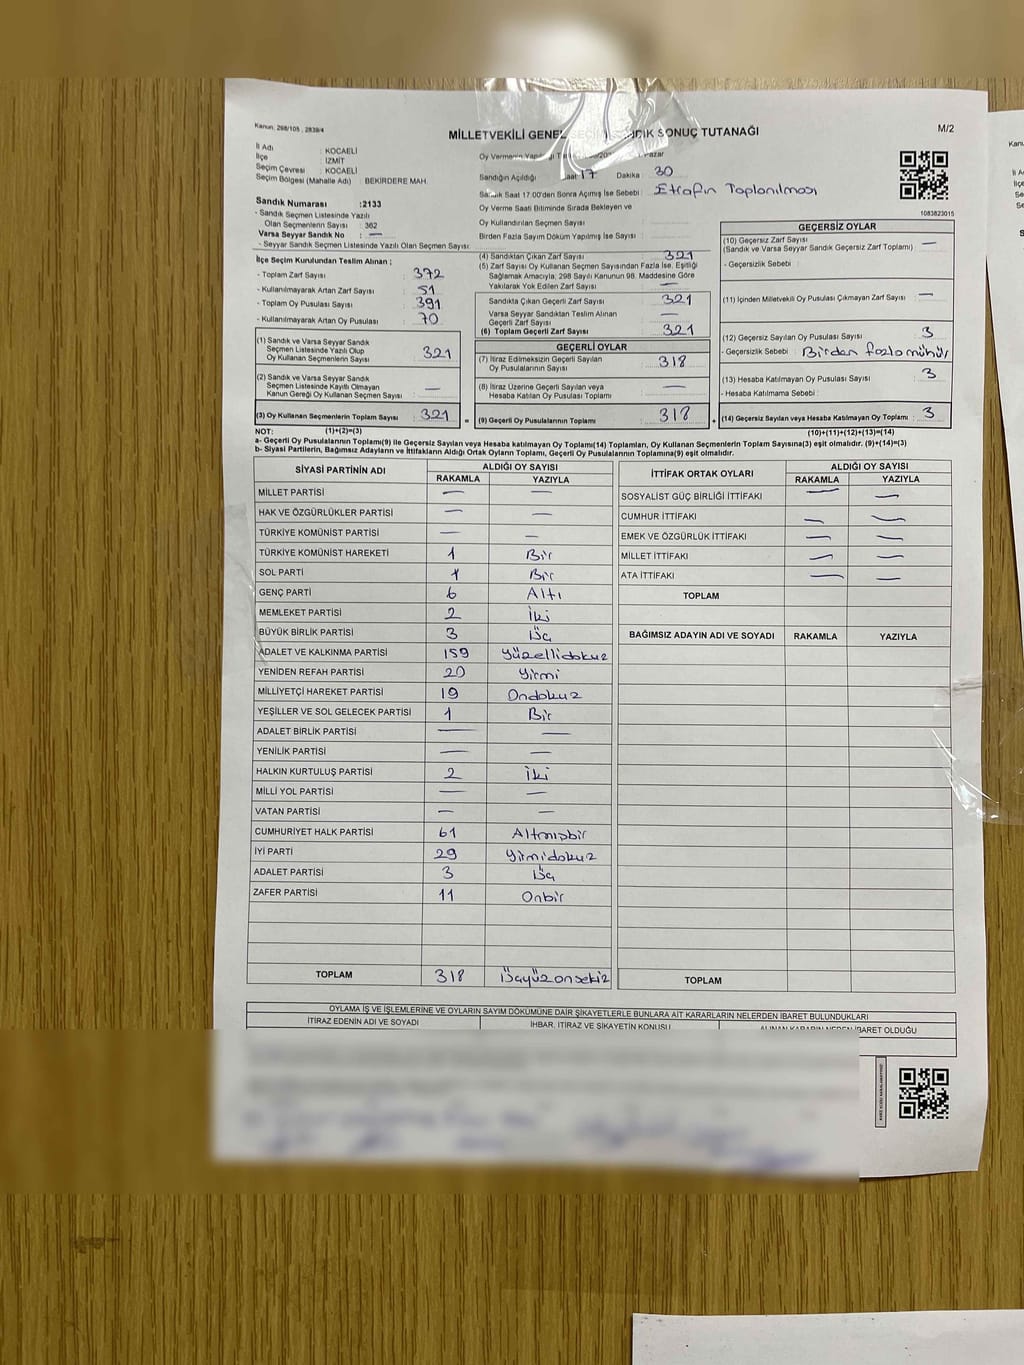 Kanun: 298/105 , 2839/4
MİLLETVEKİLİ GENEL SONUÇ TUTANAĞI
M/2
İl Adı : KOCAELİ
İlçe : İZMİT
Seçim Çevresi : KOCAELİ
Seçim Bölgesi (Mahalle Adı) : BEKİRDERE MAH.
Oy Vermenin Pazar
Sandığın Açıldığı Saat 17 Dakika : 30
Sandık Saat 17:00'den Sonra Açımış İse Sebebi : Etrafın Toplanılması
Oy Verme Saati Bitiminde Sırada Bekleyen ve
Oy Kullandırılan Seçmen Sayısı
Birden Fazla Sayım Döküm Yapılmış İse Sayısı
1083823015
Sandık Numarası :2133
- Sandık Seçmen Listesinde Yazılı
Olan Seçmenlerin Sayısı : 362
Varsa Seyyar Sandık No : —
- Seyyar Sandık Seçmen Listesinde Yazılı Olan Seçmen Sayısı
İlçe Seçim Kurulundan Teslim Alınan ;
- Toplam Zarf Sayısı : 372
- Kullanılmayarak Artan Zarf Sayısı : 51
- Toplam Oy Pusulası Sayısı : 391
- Kullanılmayarak Artan Oy Pusulası : 70
(1) Sandık ve Varsa Seyyar Sandık
Seçmen Listesinde Yazılı Olup
Oy Kullanan Seçmenlerin Sayısı 321
(2) Sandık ve Varsa Seyyar Sandık
Seçmen Listesinde Kayıtlı Olmayan
Kanun Gereği Oy Kullanan Seçmen Sayısı —
(3) Oy Kullanan Seçmenlerin Toplam Sayısı 321
(4) Sandıktan Çıkan Zarf Sayısı 321
(5) Zarf Sayısı Oy Kullanan Seçmen Sayısından Fazla İse, Eşitliği
Sağlamak Amacıyla; 298 Sayılı Kanunun 98. Maddesine Göre
Yakılarak Yok Edilen Zarf Sayısı —
Sandıkta Çıkan Geçerli Zarf Sayısı 321
Varsa Seyyar Sandıktan Teslim Alınan
Geçerli Zarf Sayısı —
(6) Toplam Geçerli Zarf Sayısı 321
GEÇERLİ OYLAR
(7) İtiraz Edilmeksizin Geçerli Sayılan
Oy Pusulalarının Sayısı 318
(8) İtiraz Üzerine Geçerli Sayılan veya
Hesaba Katılan Oy Pusulası Toplamı —
= (9) Geçerli Oy Pusulalarının Toplamı 318
GEÇERSİZ OYLAR
(10) Geçersiz Zarf Sayısı —
(Sandık ve Varsa Seyyar Sandık Geçersiz Zarf Toplamı)
- Geçersizlik Sebebi :
(11) İçinden Milletvekili Oy Pusulası Çıkmayan Zarf Sayısı —
(12) Geçersiz Sayılan Oy Pusulası Sayısı 3
- Geçersizlik Sebebi : Birden fazla mühür
(13) Hesaba Katılmayan Oy Pusulası Sayısı 3
- Hesaba Katılmama Sebebi :
+ (14) Geçersiz Sayılan veya Hesaba Katılmayan Oy Toplamı 3
NOT: (1)+(2)=(3) (10)+(11)+(12)+(13)=(14)
a- Geçerli Oy Pusulalarının Toplamı(9) ile Geçersiz Sayılan veya Hesaba katılmayan Oy Toplamı(14) Toplamları, Oy Kullanan Seçmenlerin Toplam Sayısına(3) eşit olmalıdır. (9)+(14)=(3)
b- Siyasi Partilerin, Bağımsız Adayların ve İttifakların Aldığı Ortak Oyların Toplamı, Geçerli Oy Pusulalarının Toplamına(9) eşit olmalıdır.
SİYASİ PARTİNİN ADI ALDIĞI OY SAYISI
RAKAMLA YAZIYLA
MİLLET PARTİSİ — —
HAK VE ÖZGÜRLÜKLER PARTİSİ — —
TÜRKİYE KOMÜNİST PARTİSİ — —
TÜRKİYE KOMÜNİST HAREKETİ 1 Bir
SOL PARTİ 1 Bir
GENÇ PARTİ 6 Altı
MEMLEKET PARTİSİ 2 İki
BÜYÜK BİRLİK PARTİSİ 3 Üç
ADALET VE KALKINMA PARTİSİ 159 Yüzellidokuz
YENİDEN REFAH PARTİSİ 20 Yirmi
MİLLİYETÇİ HAREKET PARTİSİ 19 Ondokuz
YEŞİLLER VE SOL GELECEK PARTİSİ 1 Bir
ADALET BİRLİK PARTİSİ — —
YENİLİK PARTİSİ — —
HALKIN KURTULUŞ PARTİSİ 2 İki
MİLLİ YOL PARTİSİ — —
VATAN PARTİSİ — —
CUMHURİYET HALK PARTİSİ 61 Altmışbir
İYİ PARTİ 29 Yirmidokuz
ADALET PARTİSİ 3 Üç
ZAFER PARTİSİ 11 Onbir
TOPLAM 318 Üçyüzonsekiz
İTTİFAK ORTAK OYLARI ALDIĞI OY SAYISI
RAKAMLA YAZIYLA
SOSYALİST GÜÇ BİRLİĞİ İTTİFAKI — —
CUMHUR İTTİFAKI — —
EMEK VE ÖZGÜRLÜK İTTİFAKI — —
MİLLET İTTİFAKI — —
ATA İTTİFAKI — —
TOPLAM
BAĞIMSIZ ADAYIN ADI VE SOYADI RAKAMLA YAZIYLA
TOPLAM
OYLAMA İŞ VE İŞLEMLERİNE VE OYLARIN SAYIM DÖKÜMÜNE DAİR ŞİKAYETLERLE BUNLARA AİT KARARLARIN NELERDEN İBARET BULUNDUKLARI
İTİRAZ EDENİN ADI VE SOYADI İHBAR, İTİRAZ VE ŞİKAYETİN KONUSU ALINAN KARARIN NEDEN İBARET OLDUĞU